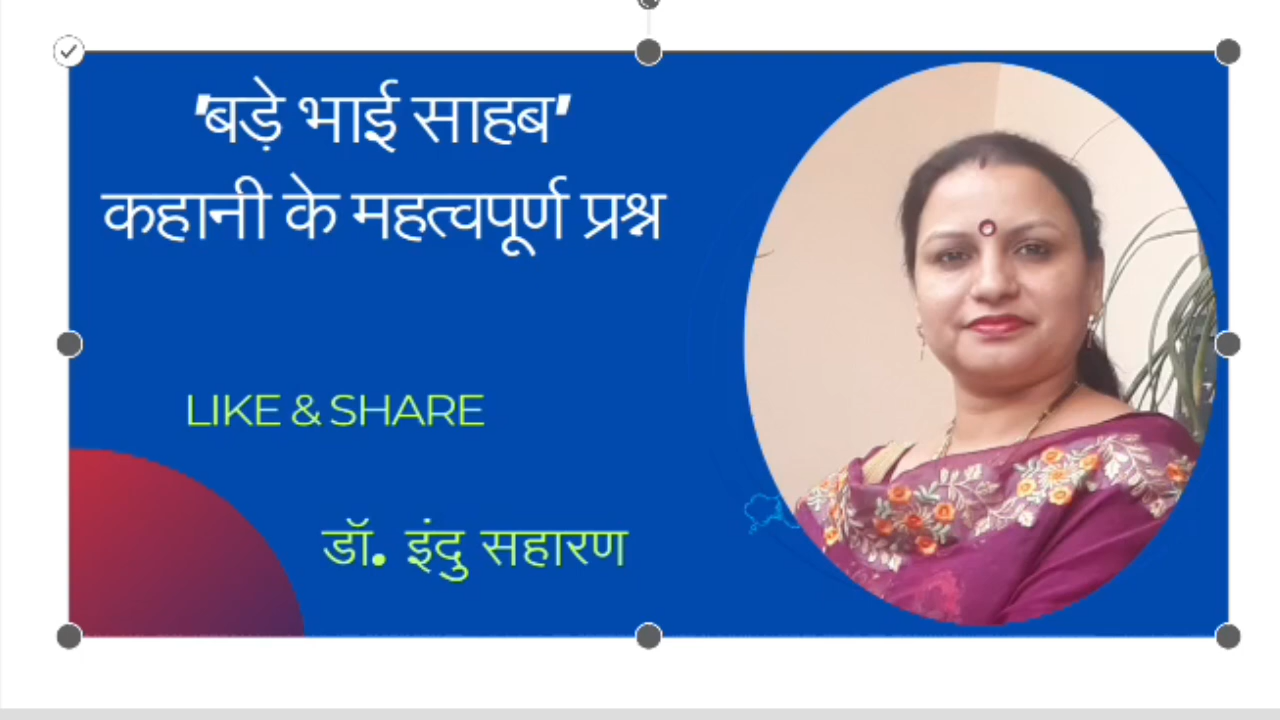 'बड़े भाई साहब'
कहानी के महत्वपूर्ण प्रश्न
LIKE & SHARE
डॉ. इंदु सहारण